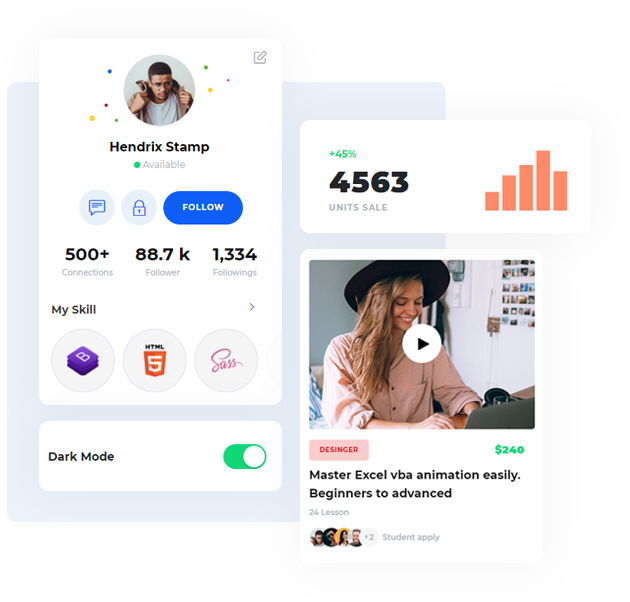 Hendrix Stamp
Available
FOLLOW
500+ 88.7 k 1,334
Connections Follower Followings
My Skill
B HTML 5 Sass
Dark Mode
+45%
4563
UNITS SALE
DESINGER $240
Master Excel vba animation easily.
Beginners to advanced
24 Lesson
+2 Student apply